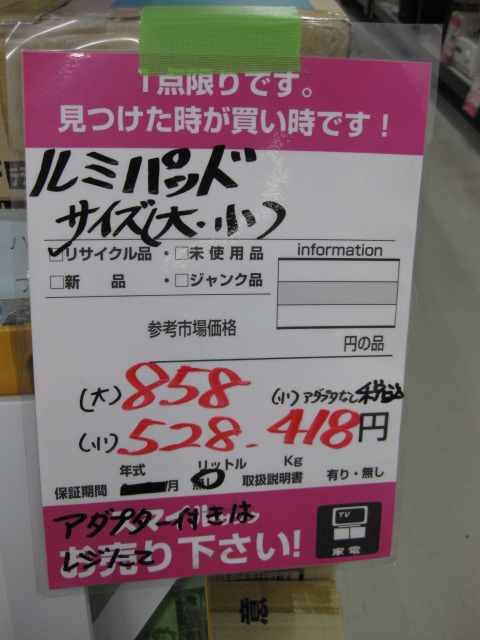 1点限りです。
見つけた時が買い時です！
ルミパッド
サイズ(大・小)
リサイクル品・□未使用品 information
□新 品・□ジャンク品
参考市場価格
円の品
(大)858 (小)アダプタなし 税込
(小)528- 418円
年式 リットル Kg
保証期間 月 無し 取扱説明書 有り・無し
アダプター付きは
レジにて
お売り下さい!
TV
家電
意